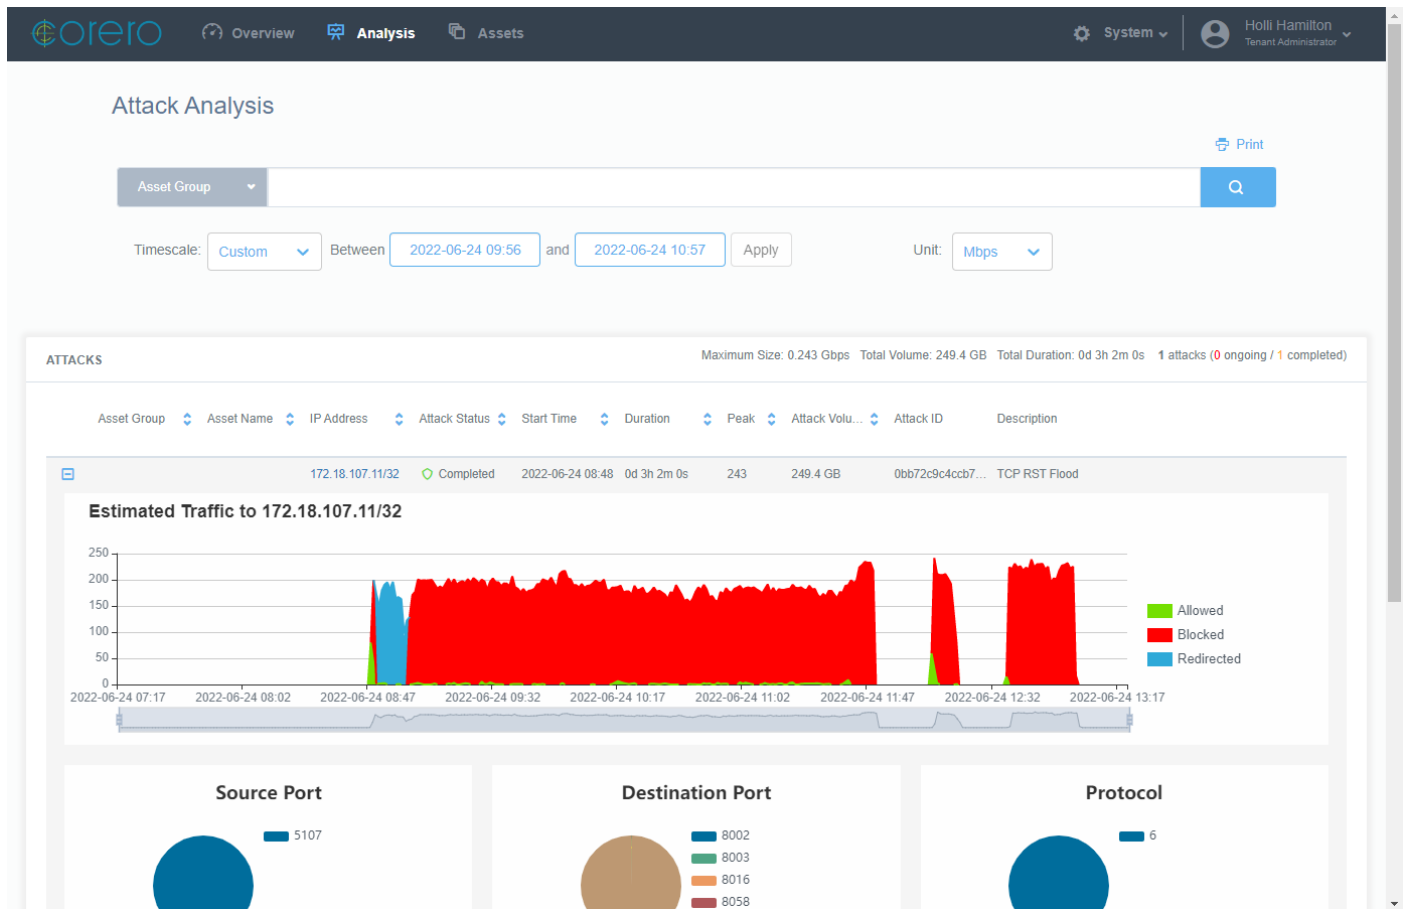 corero
Overview
Analysis
Assets
System
Holli Hamilton
Tenant Administrator
Attack Analysis
Print
Asset Group
Timescale: Custom Between 2022-06-24 09:56 and 2022-06-24 10:57 Apply Unit: Mbps
ATTACKS
Maximum Size: 0.243 Gbps Total Volume: 249.4 GB Total Duration: 0d 3h 2m 0s 1 attacks (0 ongoing / 1 completed)
Asset Group Asset Name IP Address Attack Status Start Time Duration Peak Attack Volu... Attack ID Description
172.18.107.11/32 Completed 2022-06-24 08:48 0d 3h 2m 0s 243 249.4 GB 0bb72c9c4ccb7... TCP RST Flood
Estimated Traffic to 172.18.107.11/32
250
200
150
100
50
0
2022-06-24 07:17 2022-06-24 08:02 2022-06-24 08:47 2022-06-24 09:32 2022-06-24 10:17 2022-06-24 11:02 2022-06-24 11:47 2022-06-24 12:32 2022-06-24 13:17
Allowed
Blocked
Redirected
Source Port
5107
Destination Port
8002
8003
8016
8058
Protocol
6